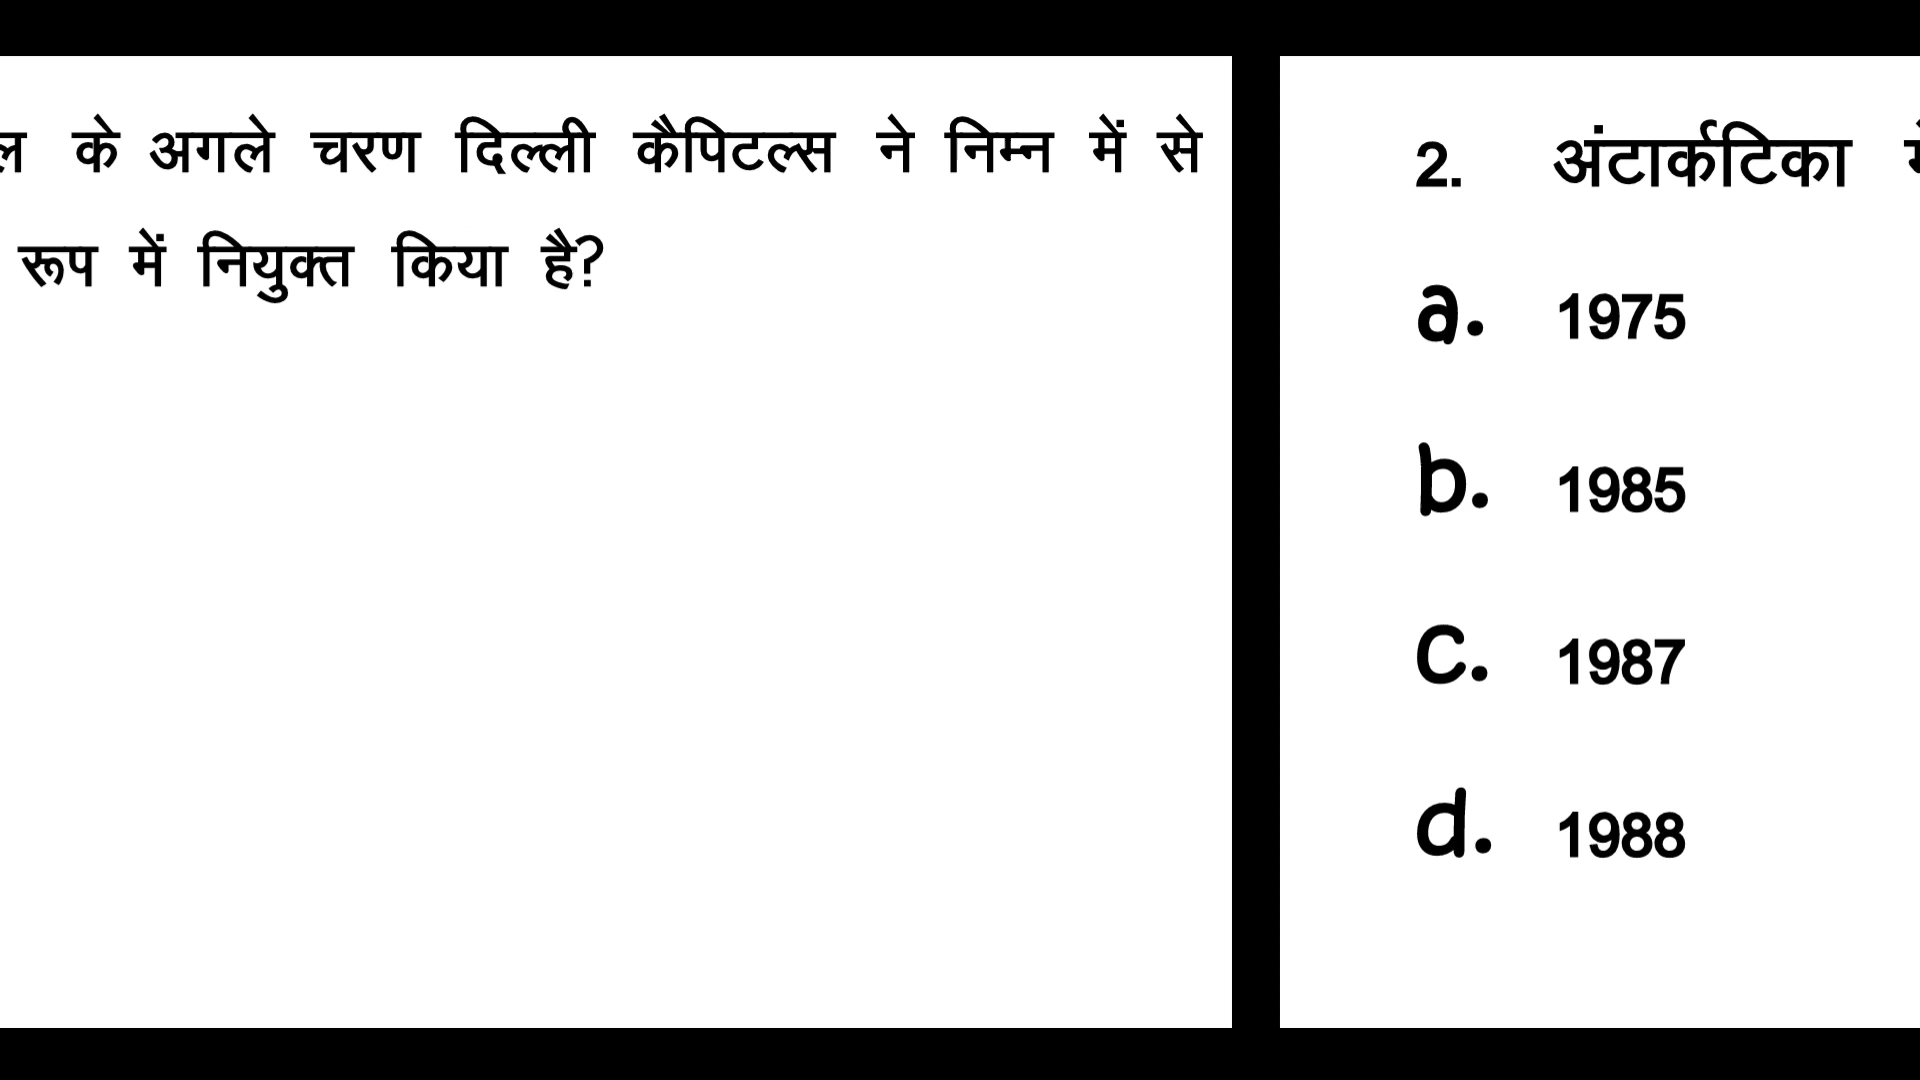 के अगले चरण दिल्ली कैपिटल्स ने निम्न में से
रूप में नियुक्त किया है?
2. अंटार्कटिका
a. 1975
b. 1985
c. 1987
d. 1988